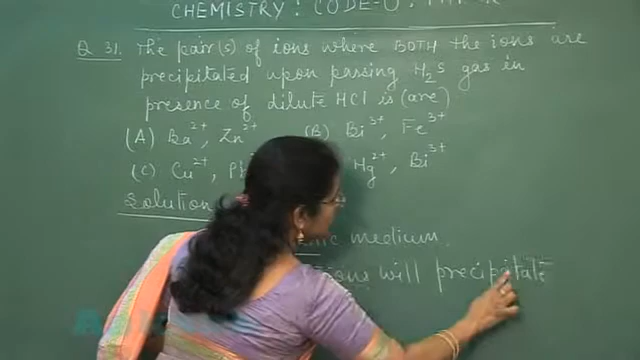 CHEMISTRY : CODE-0 :
Q 31. The pair(s) of ions where BOTH the ions are
precipitated upon passing H₂S gas in
presence of dilute HCl is (are)
(A) Ba²⁺, Zn²⁺ (B) Bi³⁺, Fe³⁺
(C) Cu²⁺, Hg²⁺, Bi³⁺
Solution
medium.
will precipitate